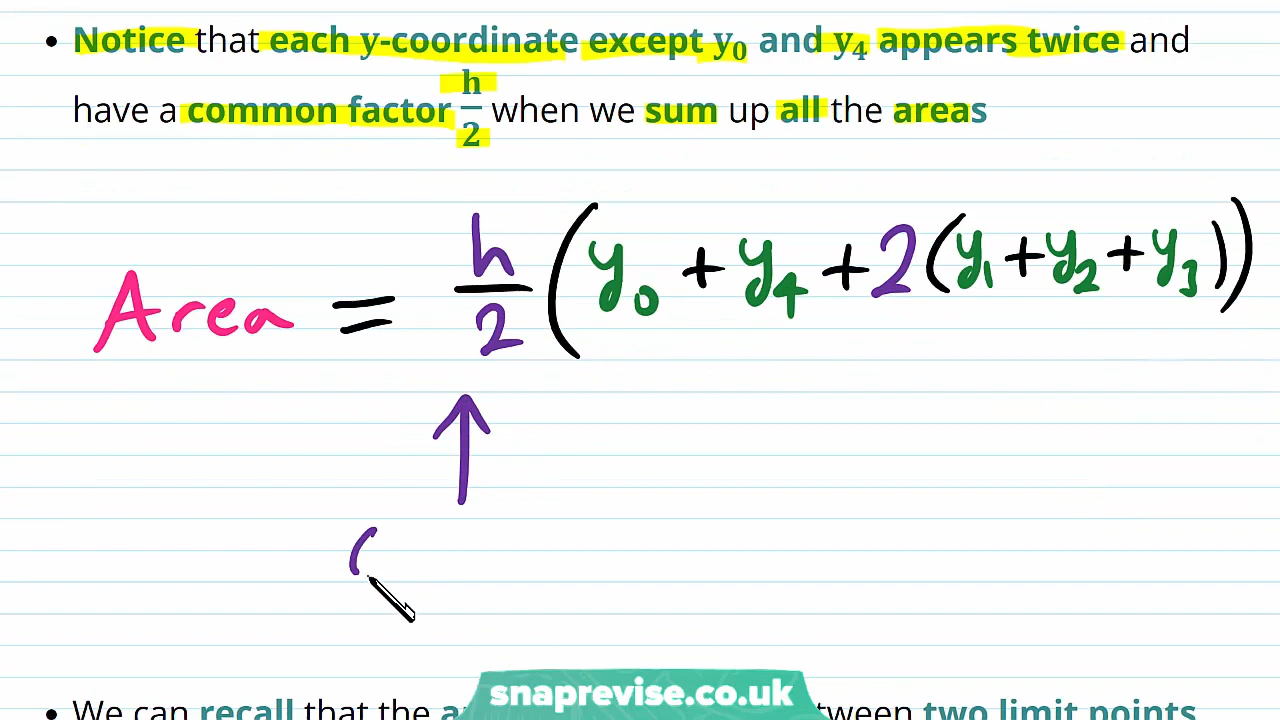 • Notice that each y-coordinate except y₀ and y₄ appears twice and
have a common factor h/2 when we sum up all the areas
Area = h/2 (y₀ + y₄ + 2(y₁ + y₂ + y₃))
snaprevise.co.uk
• We can recall that the two limit points